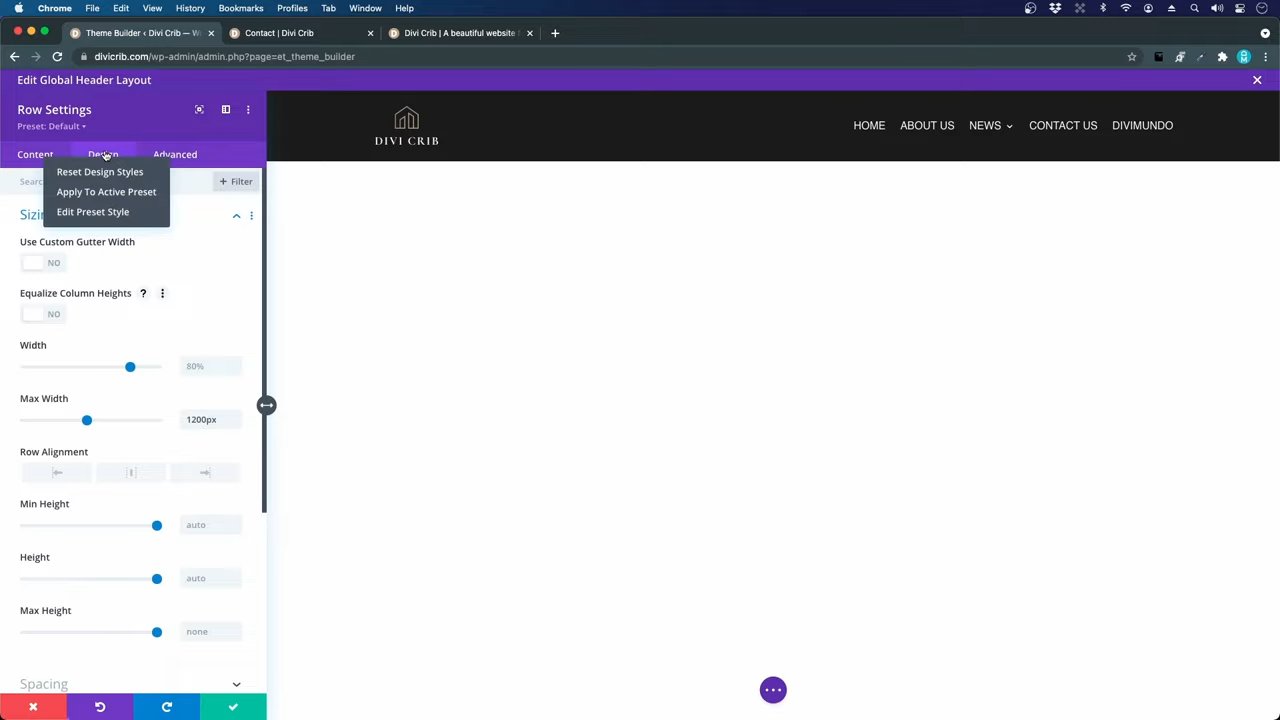 Chrome File Edit View History Bookmarks Profiles Tab Window Help
Theme Builder ‹ Divi Crib — W
Contact | Divi Crib
Divi Crib | A beautiful website
divicrib.com/wp-admin/admin.php?page=et_theme_builder
Edit Global Header Layout
Row Settings
Preset: Default
Content Design Advanced
Reset Design Styles
Apply To Active Preset
Edit Preset Style
Filter
Use Custom Gutter Width
NO
Equalize Column Heights ?
NO
Width
80%
Max Width
1200px
Row Alignment
Min Height
auto
Height
auto
Max Height
none
Spacing
DIVI CRIB
HOME ABOUT US NEWS CONTACT US DIVIMUNDO